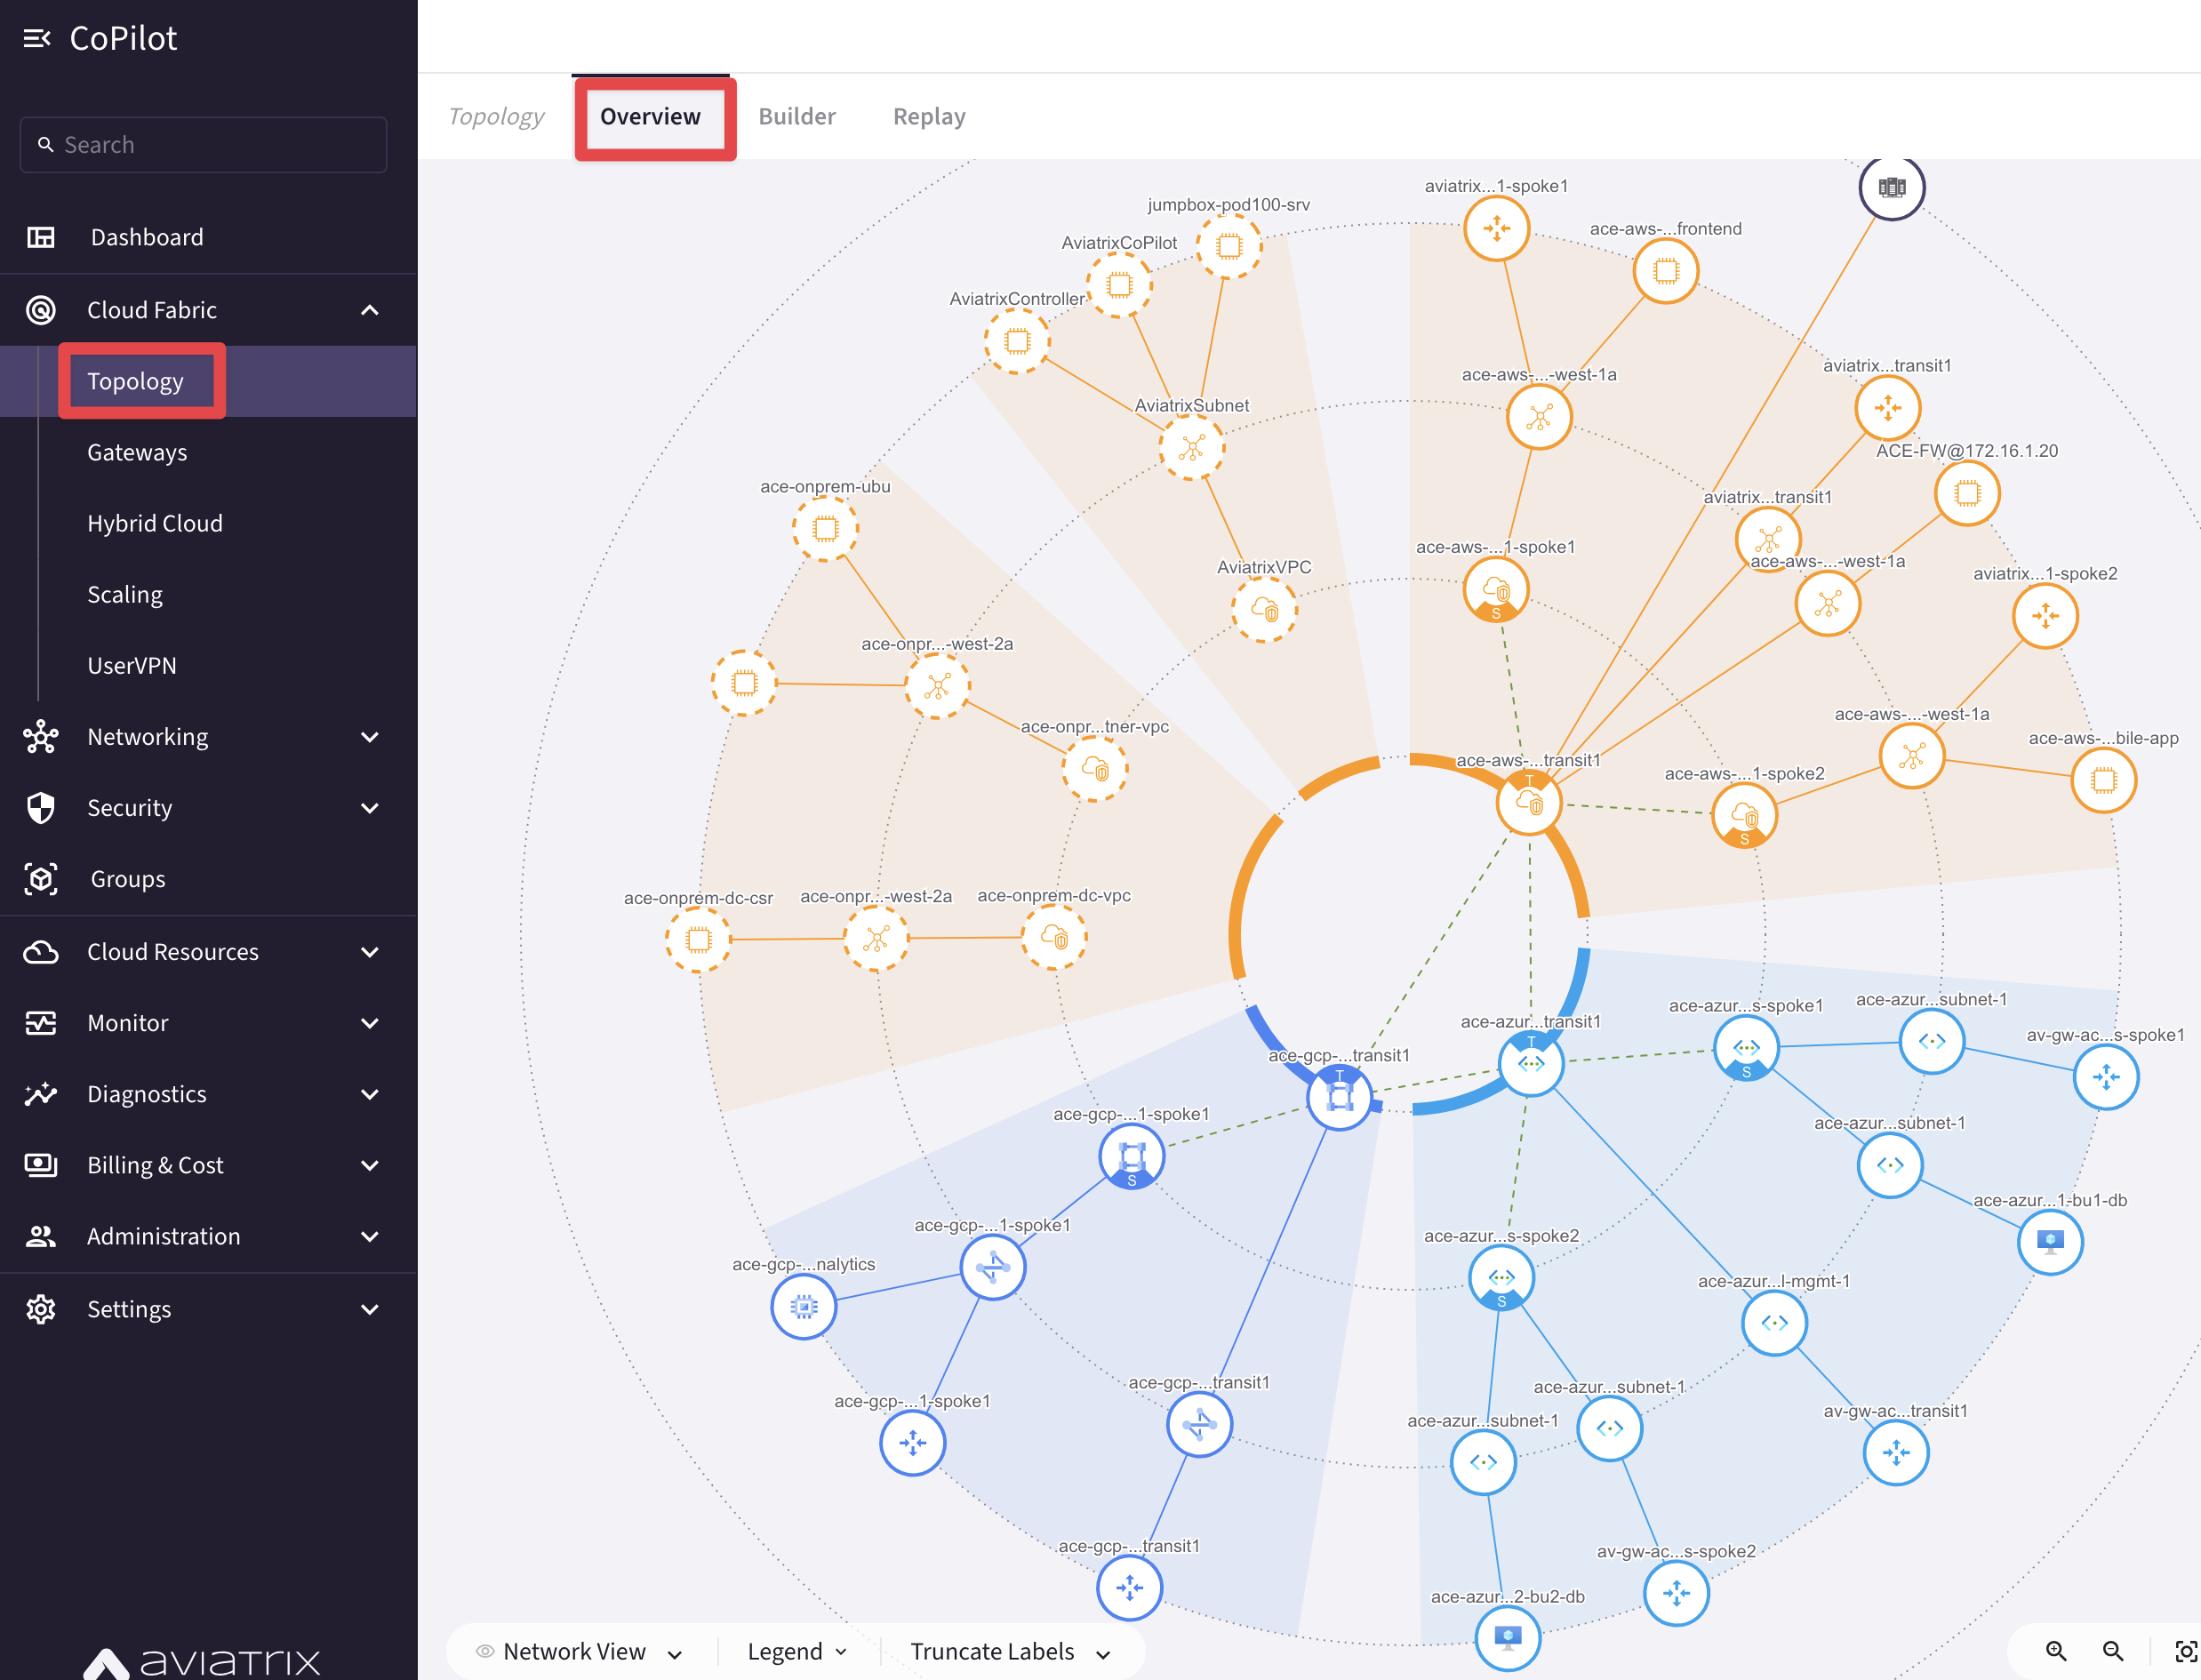 CoPilot
Search
Dashboard
Cloud Fabric
Topology
Gateways
Hybrid Cloud
Scaling
UserVPN
Networking
Security
Groups
Cloud Resources
Monitor
Diagnostics
Billing & Cost
Administration
Settings
aviatrix
Topology
Overview
Builder
Replay
jumpbox-pod100-srv
AviatrixCoPilot
AviatrixController
AviatrixSubnet
AviatrixVPC
aviatrix...1-spoke1
ace-aws-...frontend
ace-aws-...-west-1a
aviatrix...transit1
ACE-FW@172.16.1.20
aviatrix...transit1
ace-aws-...1-spoke1
S
ace-aws-...-west-1a
aviatrix...1-spoke2
ace-onprem-ubu
ace-onpr...-west-2a
ace-onpr...tner-vpc
ace-aws-...-west-1a
ace-aws-...bile-app
ace-aws-...transit1
T
ace-aws-...1-spoke2
S
ace-onprem-dc-csr
ace-onpr...-west-2a
ace-onprem-dc-vpc
ace-azur...s-spoke1
S
ace-azur...subnet-1
av-gw-ac...s-spoke1
ace-azur...transit1
T
ace-gcp-...transit1
T
ace-gcp-...1-spoke1
S
ace-azur...subnet-1
ace-azur...1-bu1-db
ace-gcp-...1-spoke1
ace-gcp-...nalytics
ace-azur...s-spoke2
S
ace-azur...l-mgmt-1
ace-gcp-...1-spoke1
ace-gcp-...transit1
ace-azur...subnet-1
ace-azur...subnet-1
av-gw-ac...transit1
ace-gcp-...transit1
av-gw-ac...s-spoke2
ace-azur...2-bu2-db
Network View
Legend
Truncate Labels